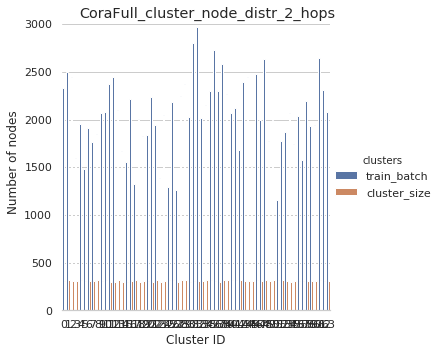 CoraFull_cluster_node_distr_2_hops
3000
2500
2000
1500
1000
500
0
Number of nodes
Cluster ID
clusters
train_batch
cluster_size